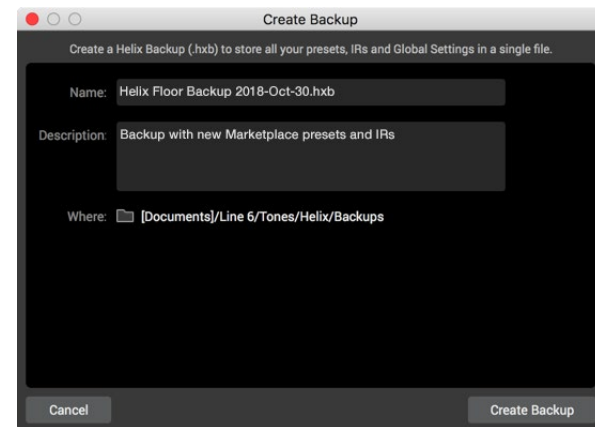 Create Backup
Create a Helix Backup (.hxb) to store all your presets, IRs and Global Settings in a single file.
Name: Helix Floor Backup 2018-Oct-30.hxb
Description: Backup with new Marketplace presets and IRs
Where: [Documents]/Line 6/Tones/Helix/Backups
Cancel Create Backup